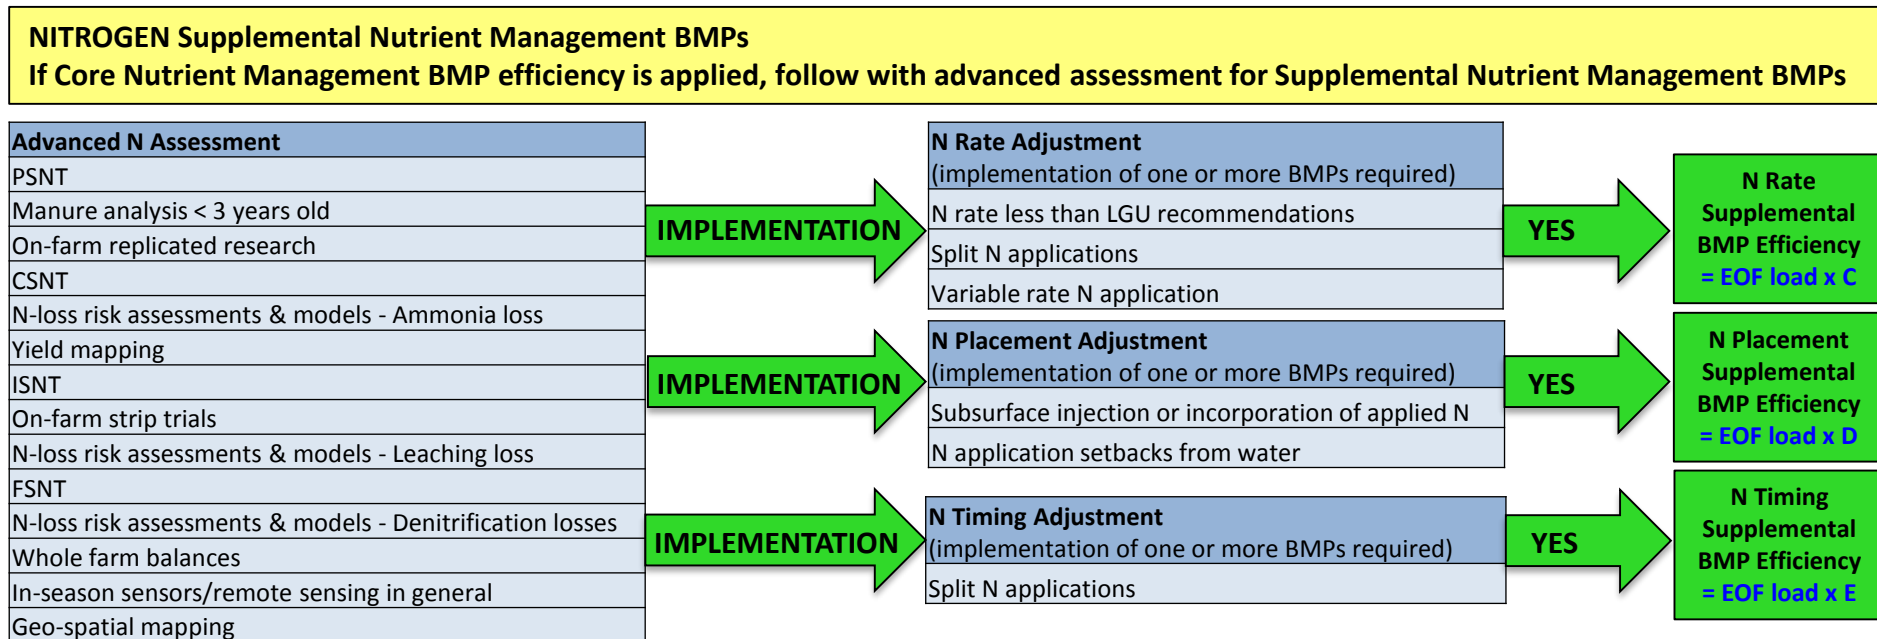 NITROGEN Supplemental Nutrient Management BMPs
If Core Nutrient Management BMP efficiency is applied, follow with advanced assessment for Supplemental Nutrient Management BMPs
Advanced N Assessment
PSNT
Manure analysis < 3 years old
On-farm replicated research
CSNT
N-loss risk assessments & models - Ammonia loss
Yield mapping
ISNT
On-farm strip trials
N-loss risk assessments & models - Leaching loss
FSNT
N-loss risk assessments & models - Denitrification losses
Whole farm balances
In-season sensors/remote sensing in general
Geo-spatial mapping
IMPLEMENTATION
N Rate Adjustment
(implementation of one or more BMPs required)
N rate less than LGU recommendations
Split N applications
Variable rate N application
YES
N Rate
Supplemental
BMP Efficiency
= EOF load x C
IMPLEMENTATION
N Placement Adjustment
(implementation of one or more BMPs required)
Subsurface injection or incorporation of applied N
N application setbacks from water
YES
N Placement
Supplemental
BMP Efficiency
= EOF load x D
IMPLEMENTATION
N Timing Adjustment
(implementation of one or more BMPs required)
Split N applications
YES
N Timing
Supplemental
BMP Efficiency
= EOF load x E